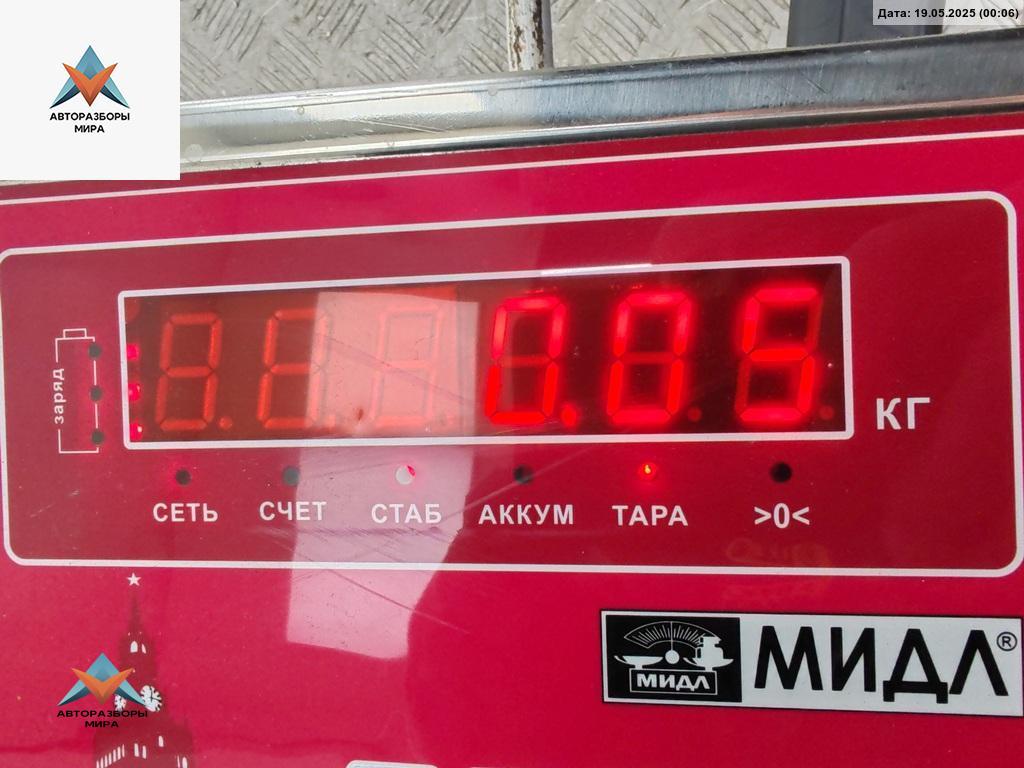 Дата: 19.05.2025 (00:06)
АВТОРАЗБОРЫ
МИРА
0.05
КГ
заряд
СЕТЬ СЧЕТ СТАБ АККУМ ТАРА >0<
МИДЛ МИДЛ®
АВТОРАЗБОРЫ
МИРА